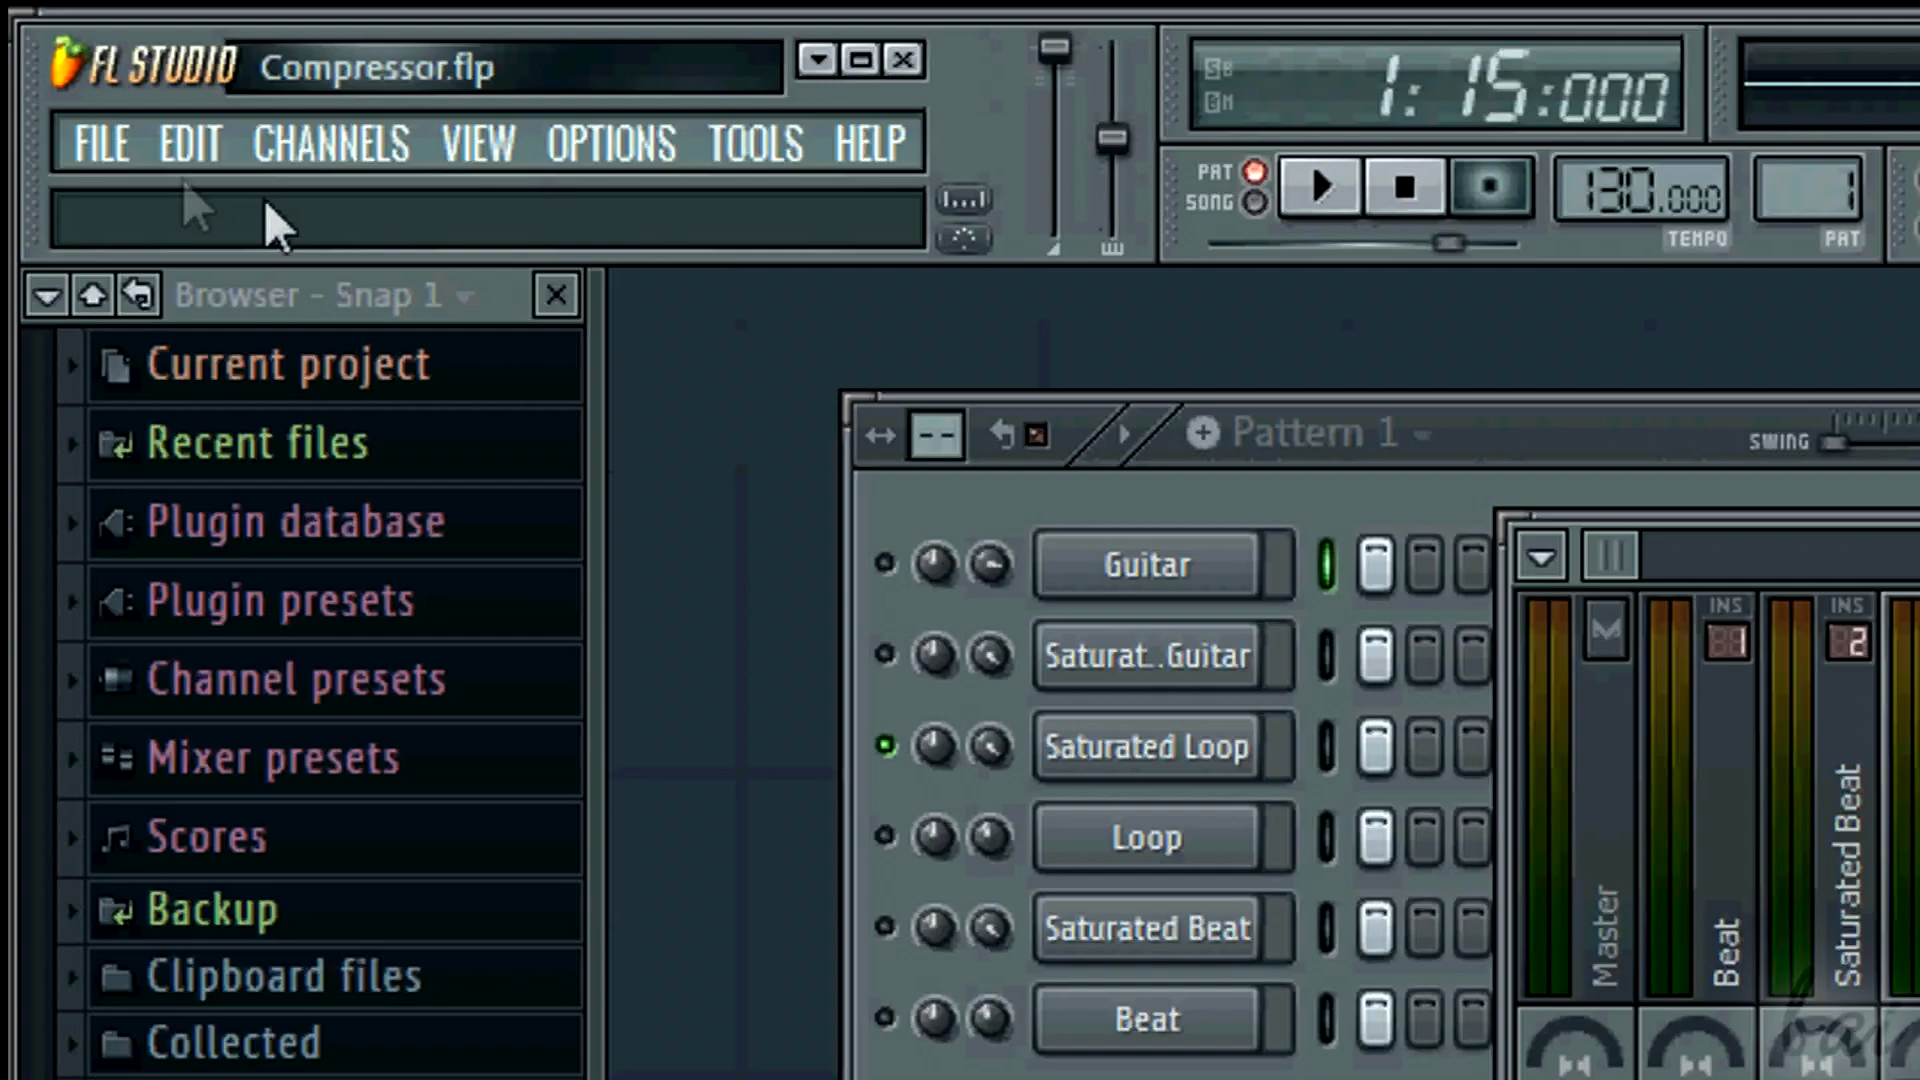 FL STUDIO Compressor.flp
FILE EDIT CHANNELS VIEW OPTIONS TOOLS HELP
1:15:000
PAT
SONG
130.000
TEMPO
1
PAT
Browser - Snap 1
Current project
Recent files
Plugin database
Plugin presets
Channel presets
Mixer presets
Scores
Backup
Clipboard files
Collected
Pattern 1
SWING
Guitar
Saturat..Guitar
Saturated Loop
Loop
Saturated Beat
Beat
M
INS
1
INS
2
Master
Beat
Saturated Beat